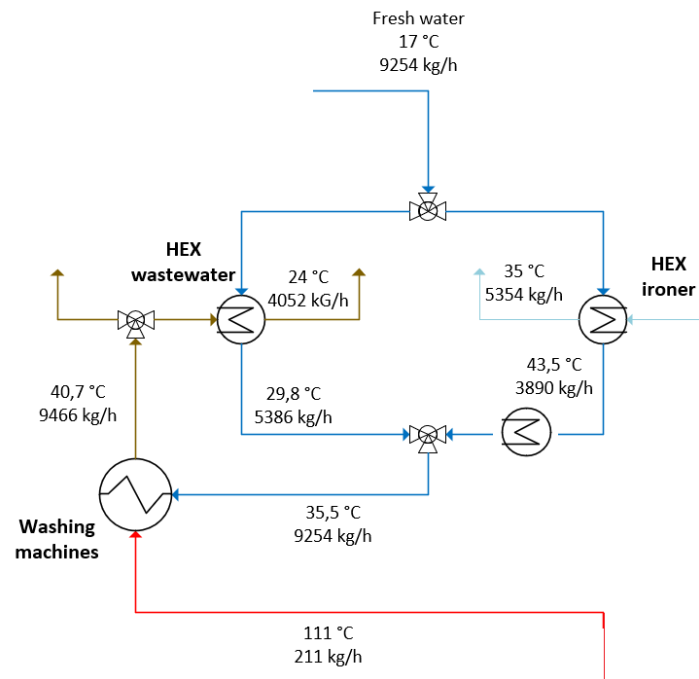 Fresh water
17 °C
9254 kg/h
HEX
wastewater
24 °C
4052 kG/h
35 °C
5354 kg/h
HEX
ironer
40,7 °C
9466 kg/h
29,8 °C
5386 kg/h
43,5 °C
3890 kg/h
35,5 °C
9254 kg/h
Washing
machines
111 °C
211 kg/h